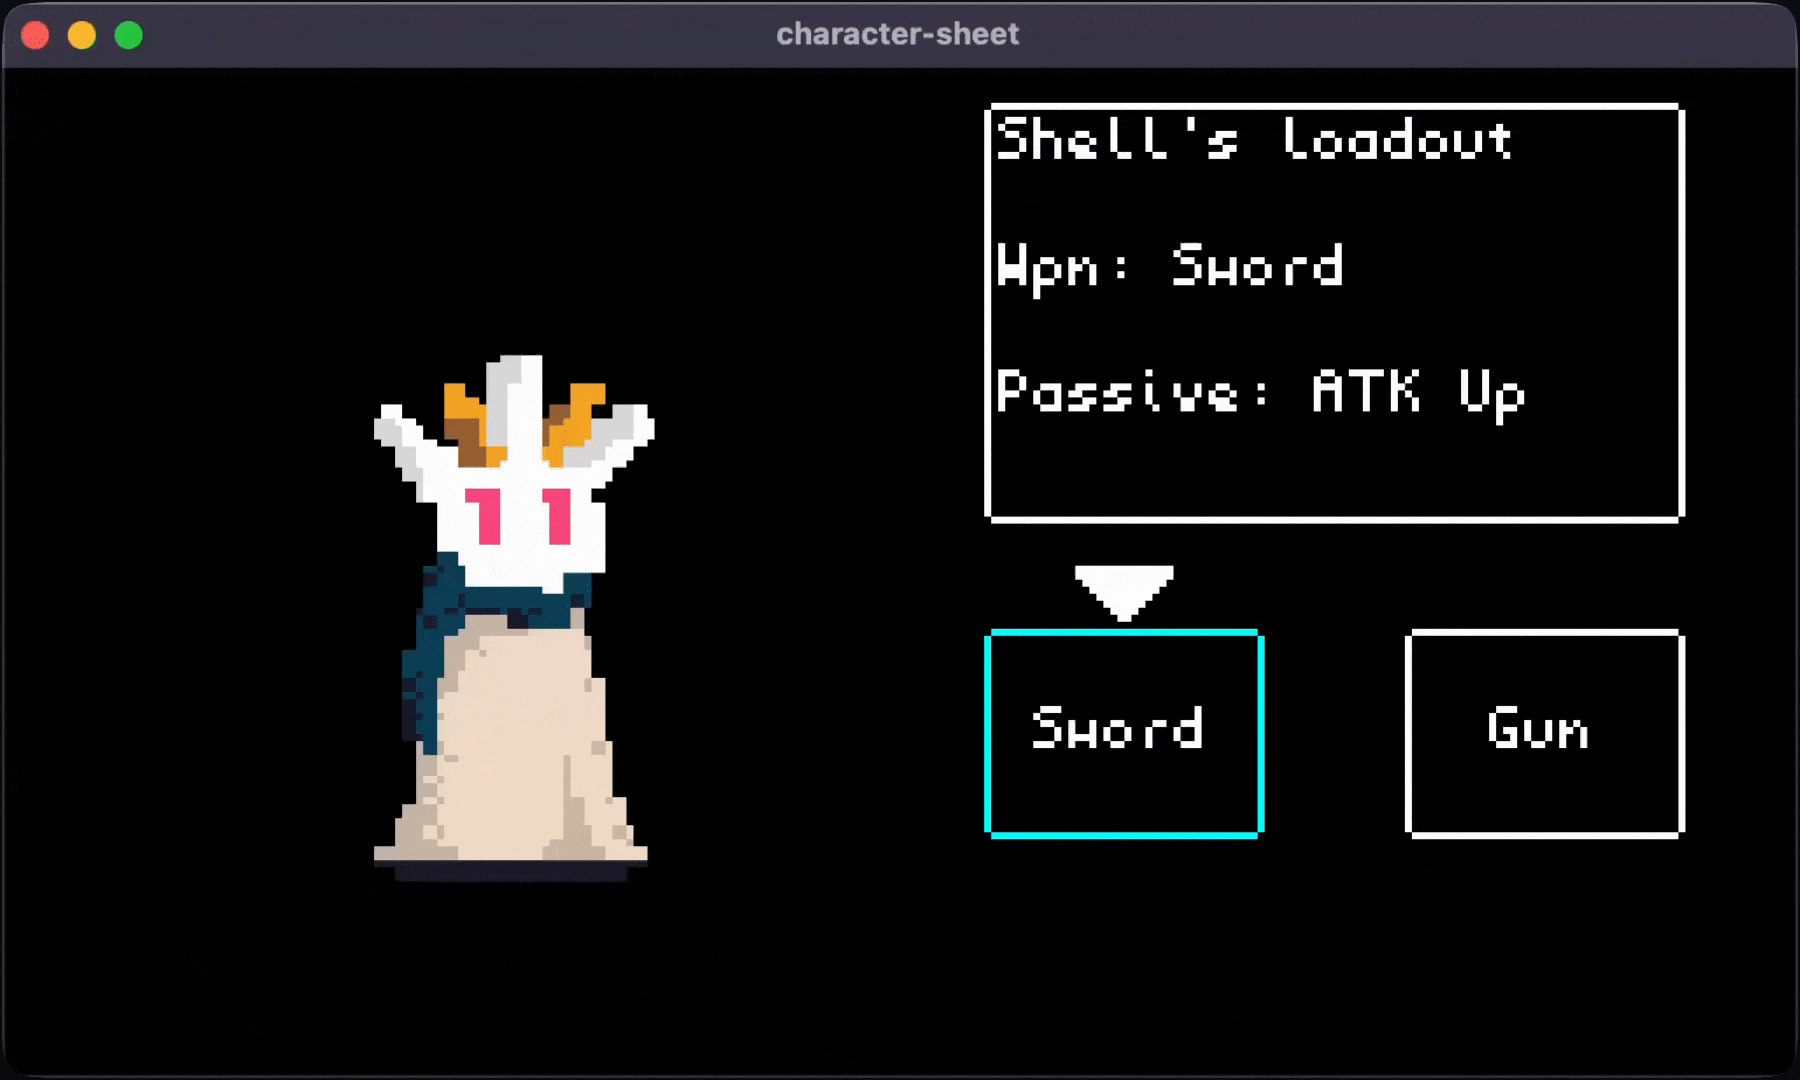 character-sheet
Shell's loadout
Wpn: Sword
Passive: ATK Up
Sword
Gun